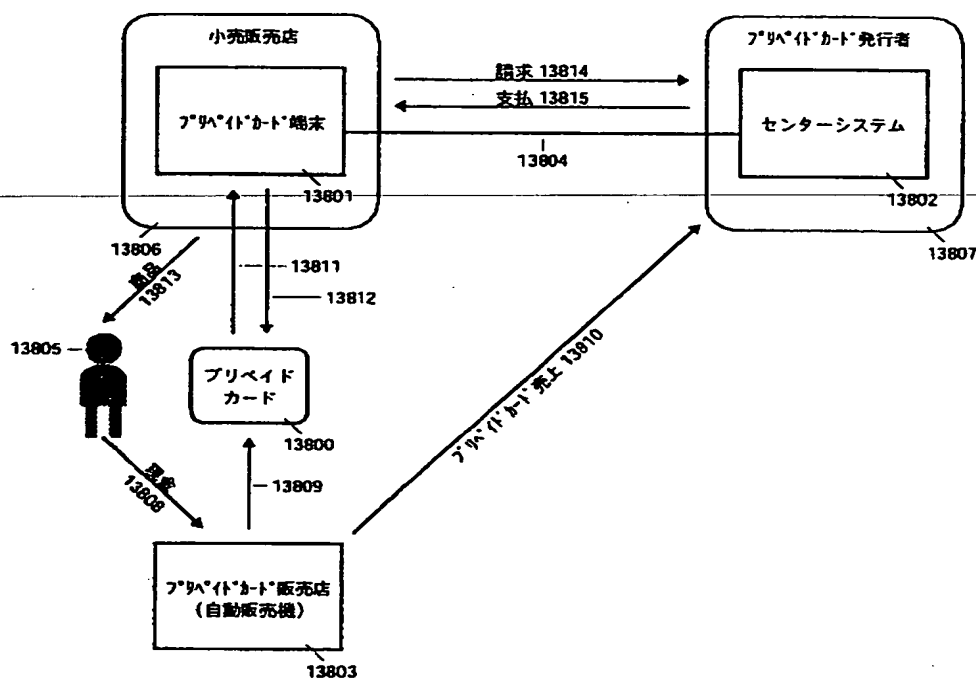 小売販売店
プリペイドカード発行者
請求 13814
支払 13815
プリペイドカード端末
センターシステム
13804
13801
13802
13806
13807
13811
13812
商品
13813
13805
プリペイド
カード
13800
プリペイドカード売上 13810
現金
13808
13809
プリペイドカード販売店
(自動販売機)
13803